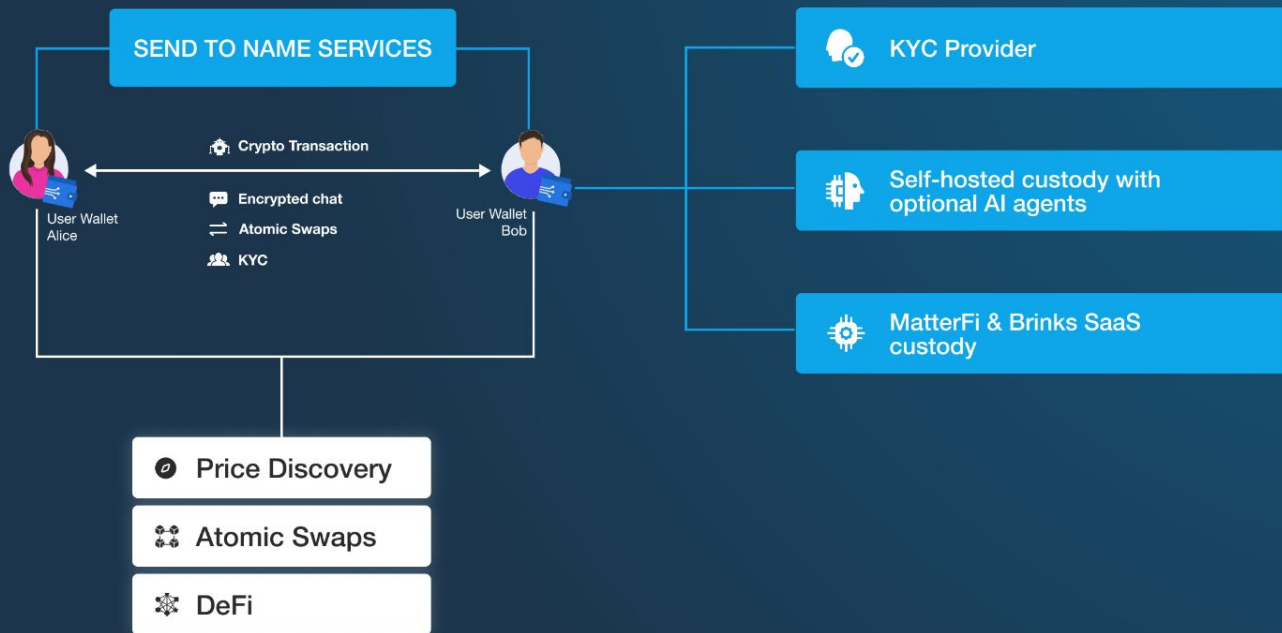 SEND TO NAME SERVICES
Crypto Transaction
Encrypted chat
Atomic Swaps
KYC
User Wallet
Alice
User Wallet
Bob
Price Discovery
Atomic Swaps
DeFi
KYC Provider
Self-hosted custody with
optional AI agents
MatterFi & Brinks SaaS
custody